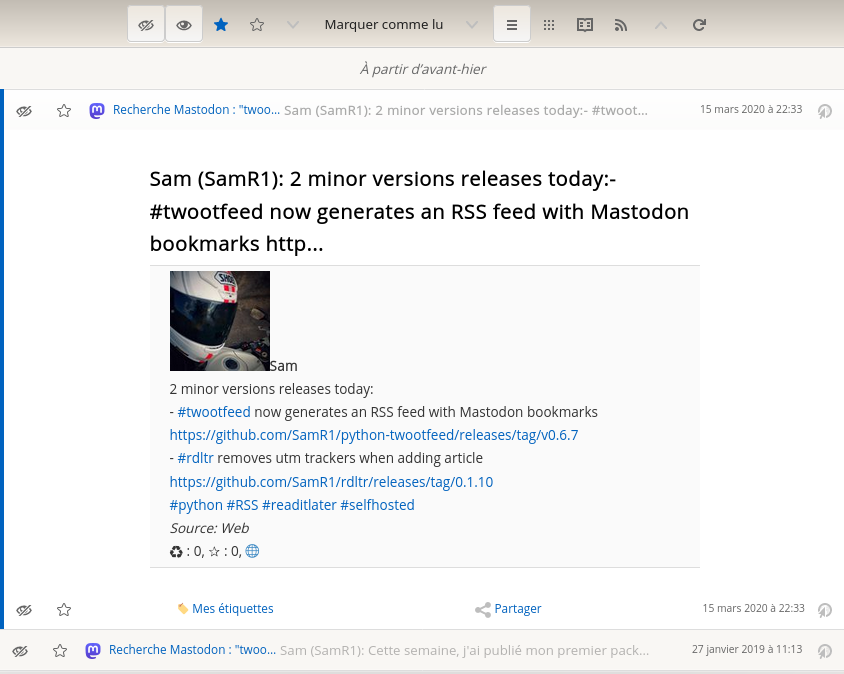 Marquer comme lu
À partir d’avant-hier
Recherche Mastodon : "twoo... Sam (SamR1): 2 minor versions releases today:- #twoot... 15 mars 2020 à 22:33
Sam (SamR1): 2 minor versions releases today:-
#twootfeed now generates an RSS feed with Mastodon
bookmarks http...
SHOEI
Sam
2 minor versions releases today:
- #twootfeed now generates an RSS feed with Mastodon bookmarks
https://github.com/SamR1/python-twootfeed/releases/tag/v0.6.7
- #rdltr removes utm trackers when adding article
https://github.com/SamR1/rdltr/releases/tag/0.1.10
#python #RSS #readitlater #selfhosted
Source: Web
♻ : 0, ☆ : 0, 🌐
Mes étiquettes Partager 15 mars 2020 à 22:33
Recherche Mastodon : "twoo... Sam (SamR1): Cette semaine, j'ai publié mon premier pack... 27 janvier 2019 à 11:13